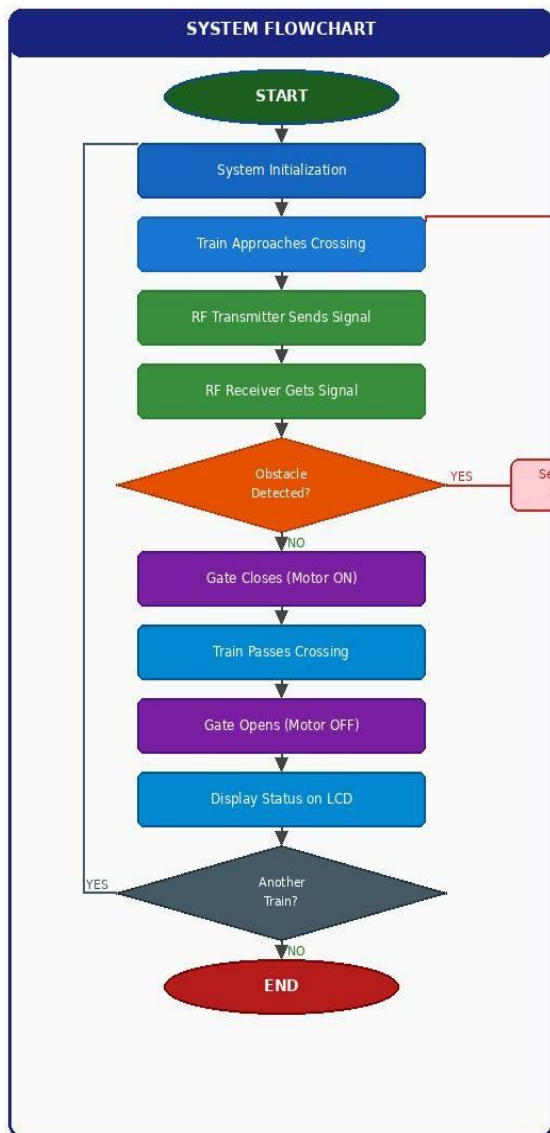 SYSTEM FLOWCHART
START
System Initialization
Train Approaches Crossing
RF Transmitter Sends Signal
RF Receiver Gets Signal
Obstacle
Detected?
YES
NO
Gate Closes (Motor ON)
Train Passes Crossing
Gate Opens (Motor OFF)
Display Status on LCD
Another
Train?
YES
NO
END